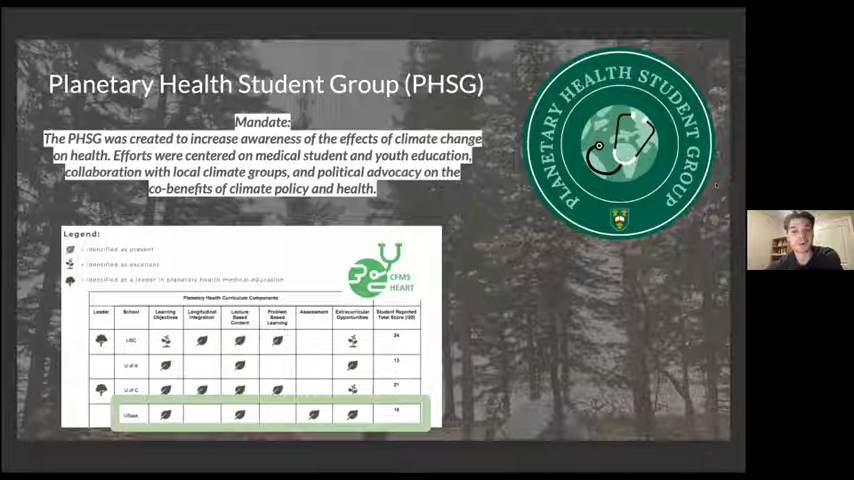 Planetary Health Student Group (PHSG)
Mandate:
The PHSG was created to increase awareness of the effects of climate change
on health. Efforts were centered on medical student and youth education,
collaboration with local climate groups, and political advocacy on the
co-benefits of climate policy and health.
PLANETARY HEALTH STUDENT GROUP
Legend:
= identified as present
= identified as excellent
= identified as a leader in planetary health medical education
CFMS
HEART
Planetary Health Curriculum Components
Leader School Learning Objectives Longitudinal Integration Lecture Based Content Problem Based Learning Assessment Extracurricular Opportunities Student Reported Total Score
UBC 24
U of A 13
U of C 21
USask